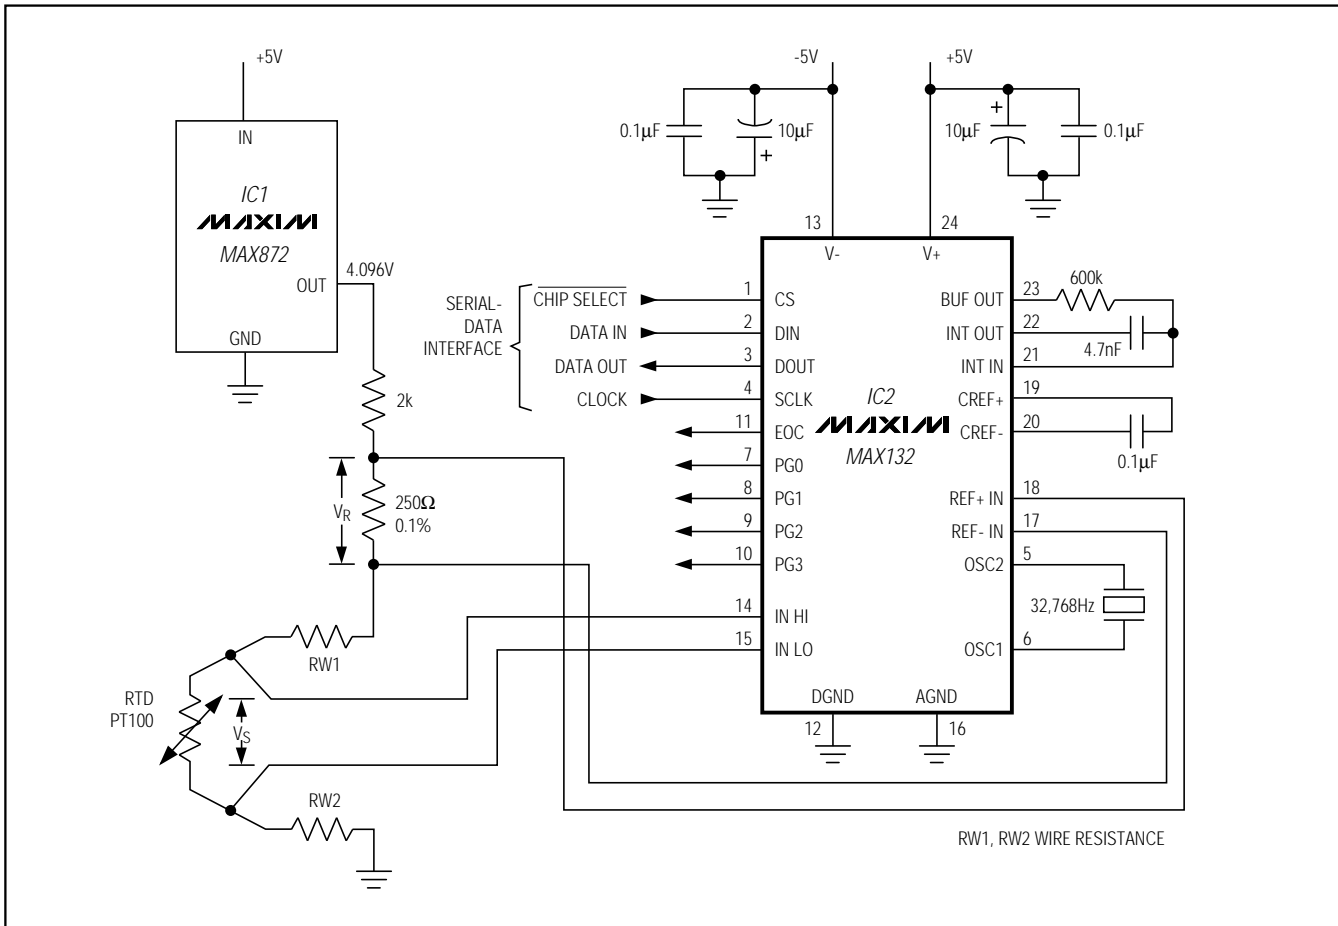 +5V
IN
IC1
MAXIM
MAX872
OUT
4.096V
GND
2k
VR
250Ω
0.1%
RW1
RTD
PT100
VS
RW2
-5V
+5V
0.1µF
10µF
+
+
10µF
0.1µF
13
24
V-
V+
SERIAL-
DATA
INTERFACE
CHIP SELECT
DATA IN
DATA OUT
CLOCK
1
CS
2
DIN
3
DOUT
4
SCLK
11
EOC
7
PG0
8
PG1
9
PG2
10
PG3
14
IN HI
15
IN LO
IC2
MAXIM
MAX132
BUF OUT
23
600k
INT OUT
22
4.7nF
INT IN
21
CREF+
19
CREF-
20
0.1µF
REF+ IN
18
REF- IN
17
OSC2
5
32,768Hz
OSC1
6
DGND
AGND
12
16
RW1, RW2 WIRE RESISTANCE